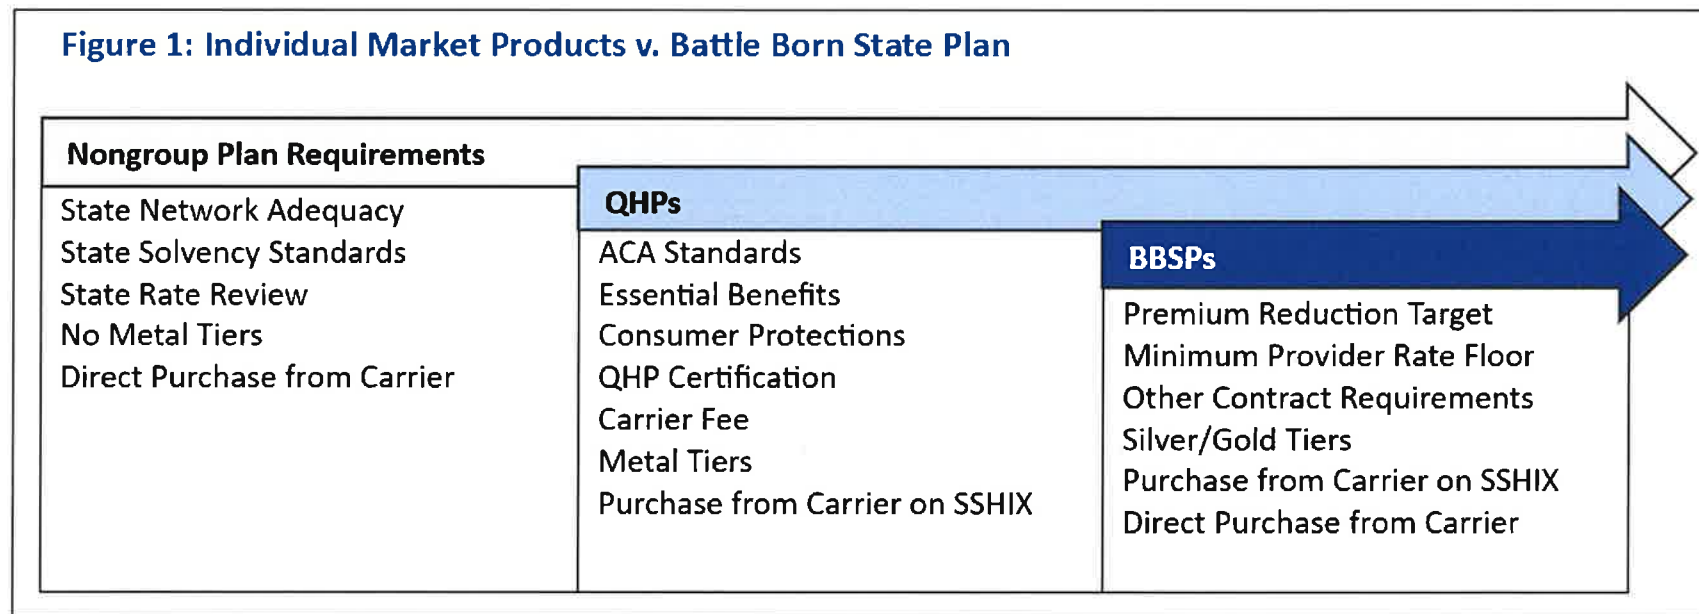 Figure 1: Individual Market Products v. Battle Born State Plan
Nongroup Plan Requirements
State Network Adequacy
State Solvency Standards
State Rate Review
No Metal Tiers
Direct Purchase from Carrier
QHPs
ACA Standards
Essential Benefits
Consumer Protections
QHP Certification
Carrier Fee
Metal Tiers
Purchase from Carrier on SSHIX
BBSPs
Premium Reduction Target
Minimum Provider Rate Floor
Other Contract Requirements
Silver/Gold Tiers
Purchase from Carrier on SSHIX
Direct Purchase from Carrier